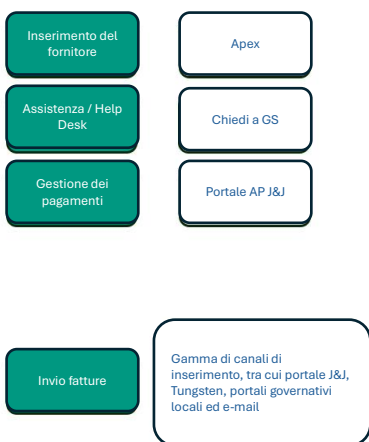 Inserimento del
fornitore
Apex
Assistenza / Help
Desk
Chiedi a GS
Gestione dei
pagamenti
Portale AP J&J
Invio fatture
Gamma di canali di
inserimento, tra cui portale J&J,
Tungsten, portali governativi
locali ed e-mail